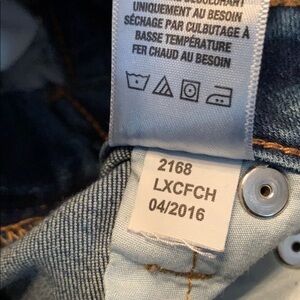 UNIQUEMENT AU BESOIN
SÉCHAGE PAR CULBUTAGE À
BASSE TEMPÉRATURE
FER CHAUD AU BESOIN
2168
LXCFCH
04/2016